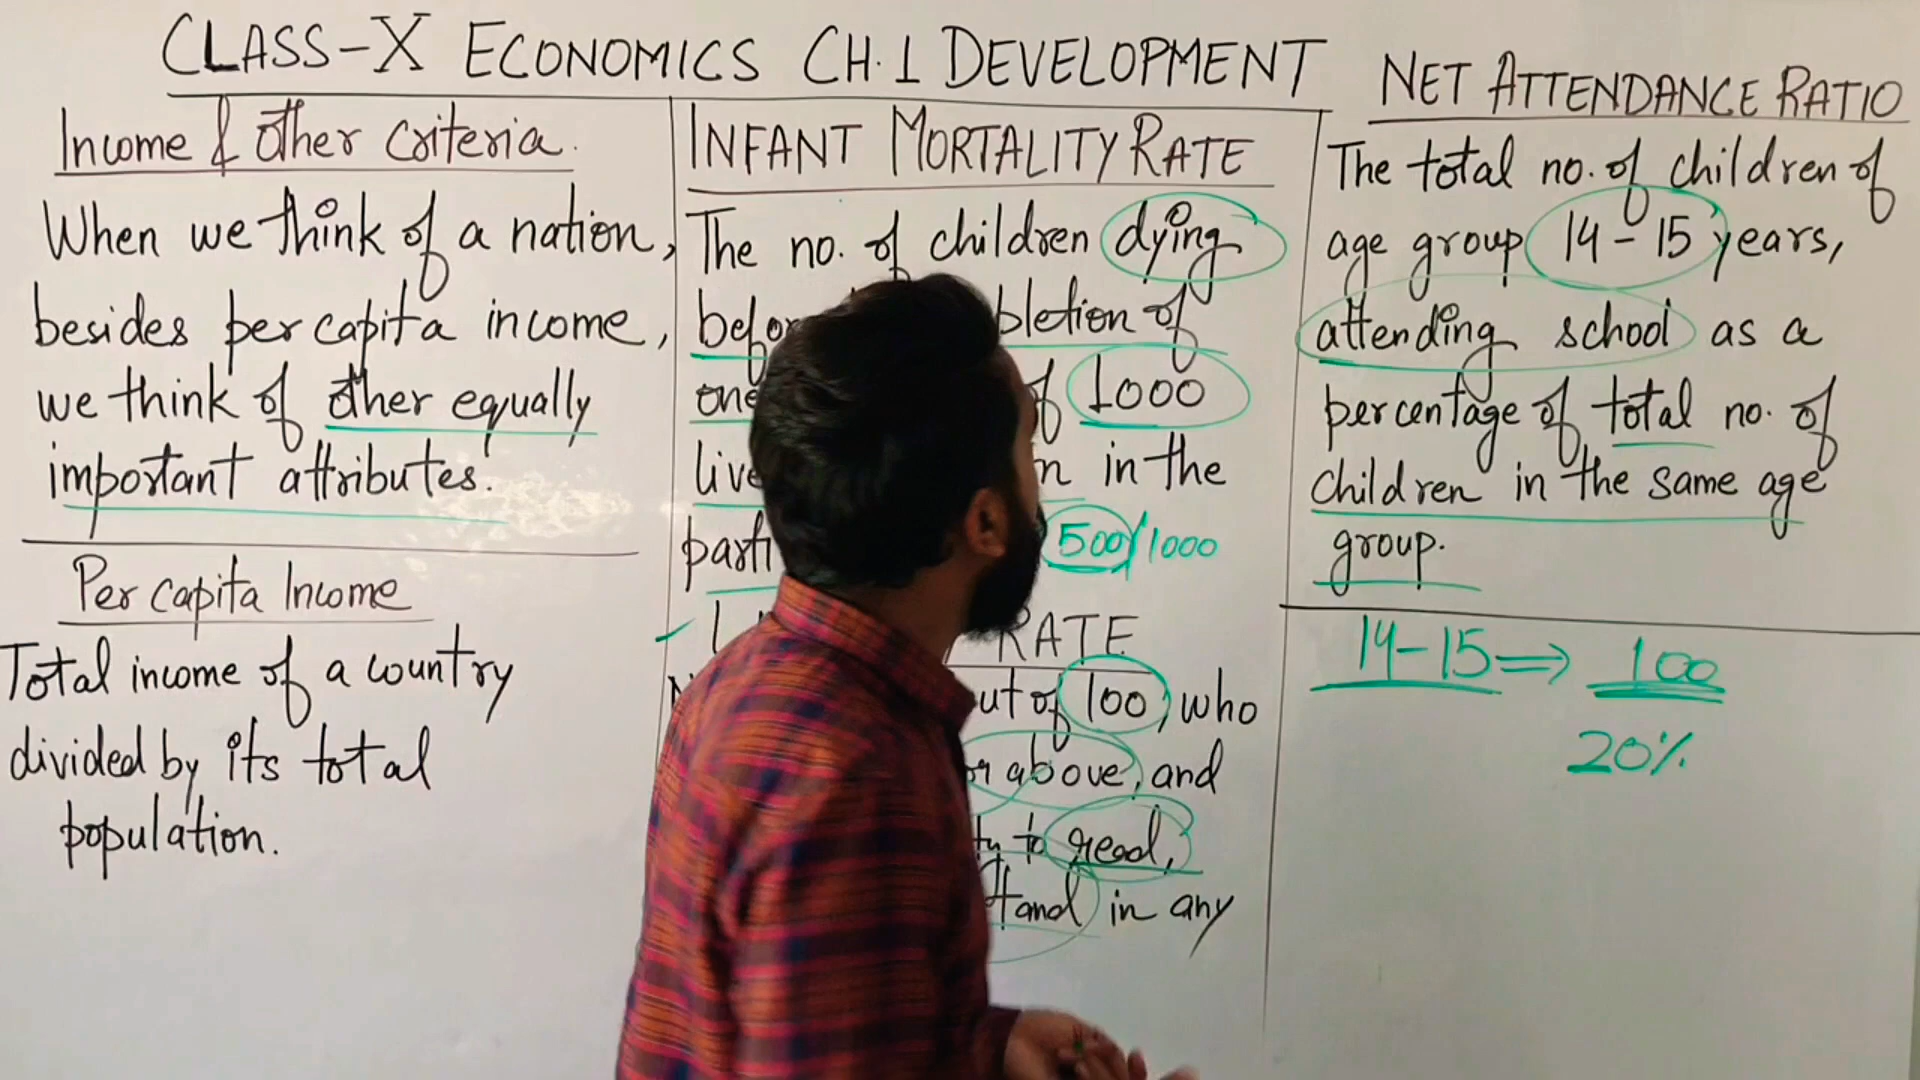 CLASS-X ECONOMICS CH.1 DEVELOPMENT
Income & other criteria.
When we think of a nation,
besides per capita income,
we think of other equally
important attributes.
Per capita Income
Total income of a country
divided by its total
population.
INFANT MORTALITY RATE
The no. of children dying
of
one 1000
in the
500/1000
RATE
of 100, who
above, and
to read,
in any
NET ATTENDANCE RATIO
The total no. of children of
age group 14-15 years,
attending school as a
percentage of total no. of
children in the same age
group.
14-15 ⇒ 100
20%